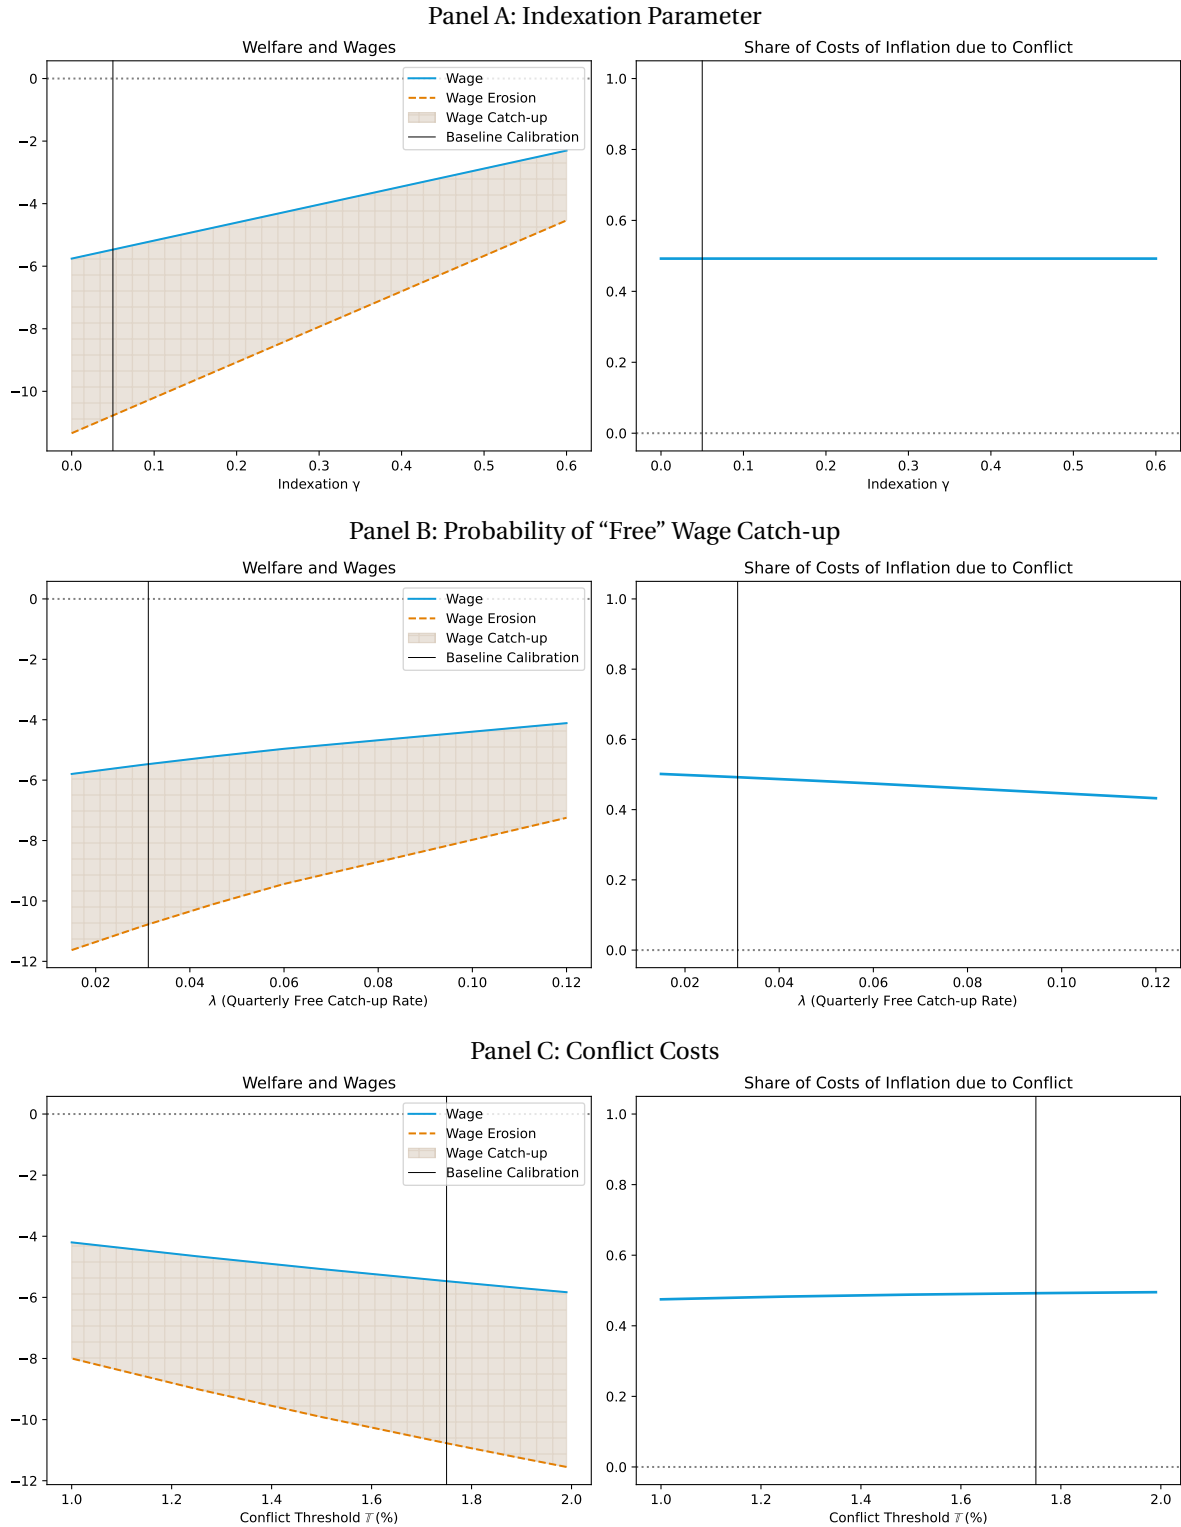 Panel A: Indexation Parameter
Welfare and Wages
0
−2
−4
−6
−8
−10
0.0 0.1 0.2 0.3 0.4 0.5 0.6
Indexation γ
Wage
Wage Erosion
Wage Catch-up
Baseline Calibration
Share of Costs of Inflation due to Conflict
1.0
0.8
0.6
0.4
0.2
0.0
0.0 0.1 0.2 0.3 0.4 0.5 0.6
Indexation γ
Panel B: Probability of “Free” Wage Catch-up
Welfare and Wages
0
−2
−4
−6
−8
−10
−12
0.02 0.04 0.06 0.08 0.10 0.12
λ (Quarterly Free Catch-up Rate)
Wage
Wage Erosion
Wage Catch-up
Baseline Calibration
Share of Costs of Inflation due to Conflict
1.0
0.8
0.6
0.4
0.2
0.0
0.02 0.04 0.06 0.08 0.10 0.12
λ (Quarterly Free Catch-up Rate)
Panel C: Conflict Costs
Welfare and Wages
0
−2
−4
−6
−8
−10
−12
1.0 1.2 1.4 1.6 1.8 2.0
Conflict Threshold 𝕋 (%)
Wage
Wage Erosion
Wage Catch-up
Baseline Calibration
Share of Costs of Inflation due to Conflict
1.0
0.8
0.6
0.4
0.2
0.0
1.0 1.2 1.4 1.6 1.8 2.0
Conflict Threshold 𝕋 (%)